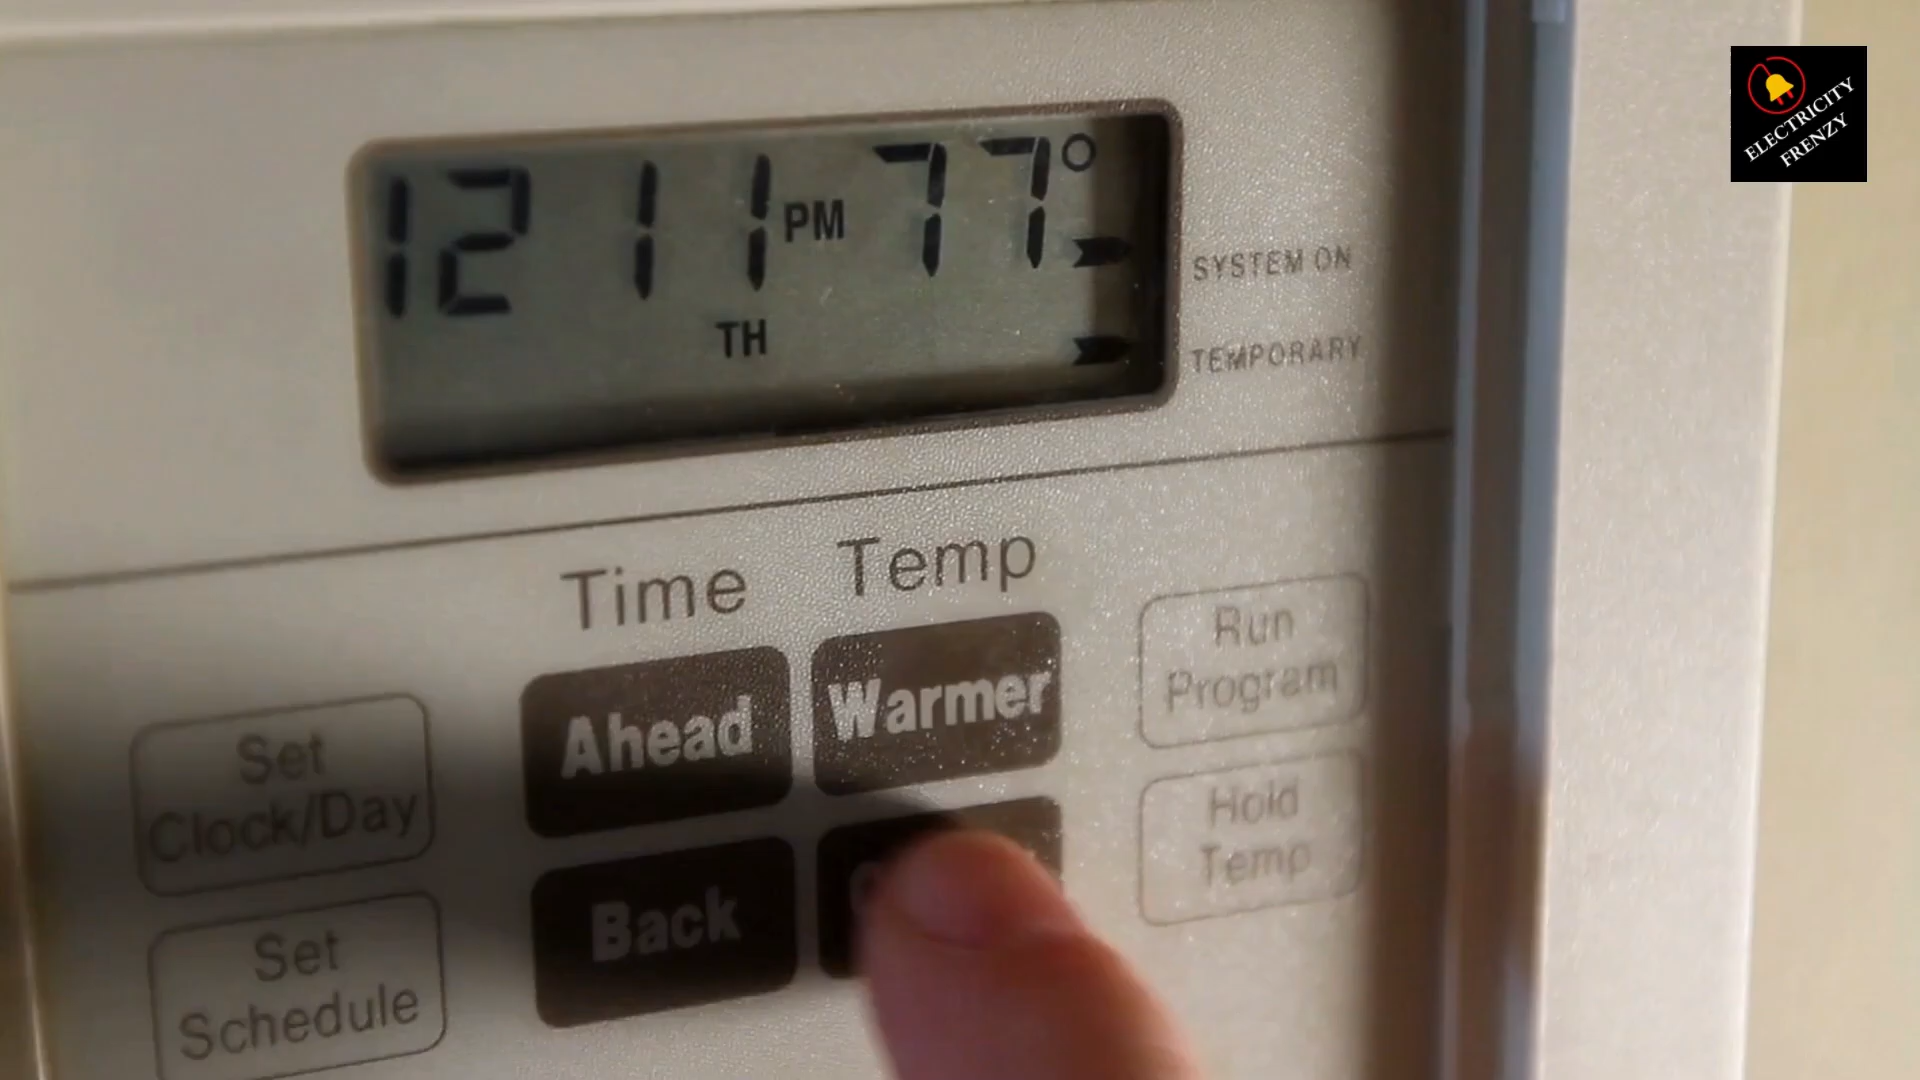 ELECTRICITY
FRENZY
12 11 PM 77°
TH
SYSTEM ON
TEMPORARY
Time
Temp
Set
Clock/Day
Ahead
Warmer
Run
Program
Set
Schedule
Back
Hold
Temp